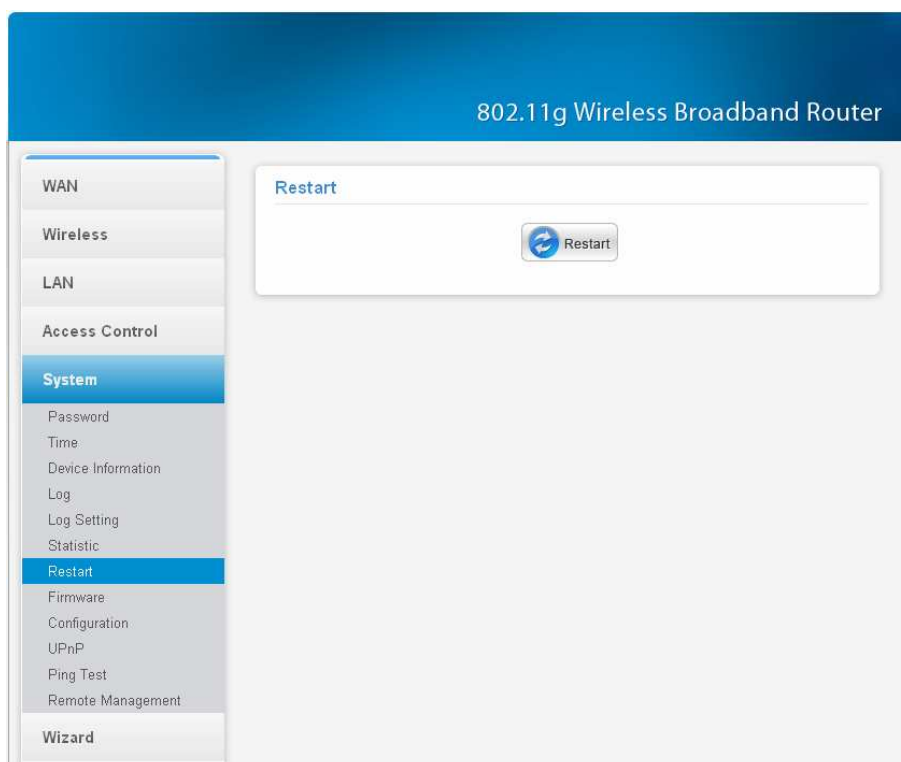 802.11g Wireless Broadband Router
WAN
Wireless
LAN
Access Control
System
Password
Time
Device Information
Log
Log Setting
Statistic
Restart
Firmware
Configuration
UPnP
Ping Test
Remote Management
Wizard
Restart
Restart